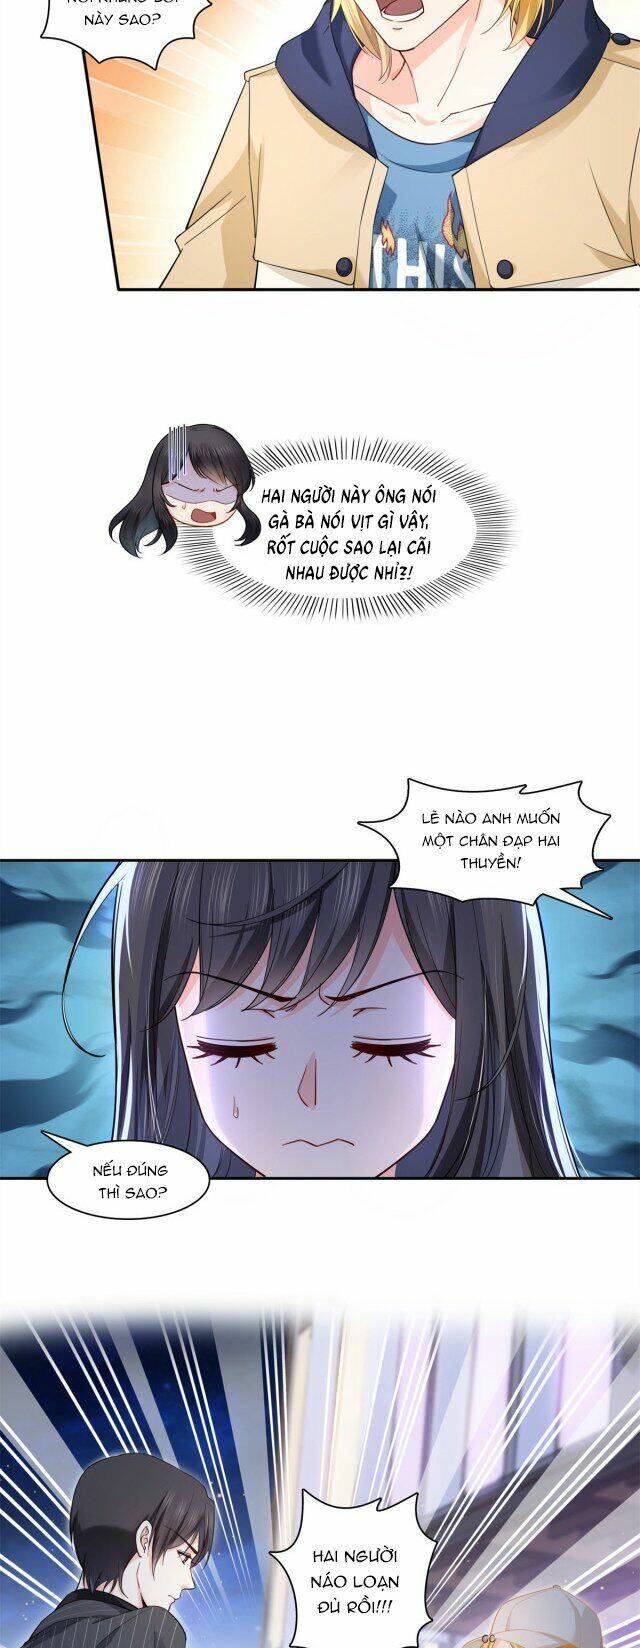 NÀY SAO?
THIS
HAI NGƯỜI NÀY ÔNG NÓI
GÀ BÀ NÓI VỊT GÌ VẬY,
RỐT CUỘC SAO LẠI CÃI
NHAU ĐƯỢC NHỈ?!
LẼ NÀO ANH MUỐN
MỘT CHÂN ĐẠP HAI
THUYỀN!
NẾU ĐÚNG
THÌ SAO?
HAI NGƯỜI
NÁO LOẠN
ĐỦ RỒI!!!